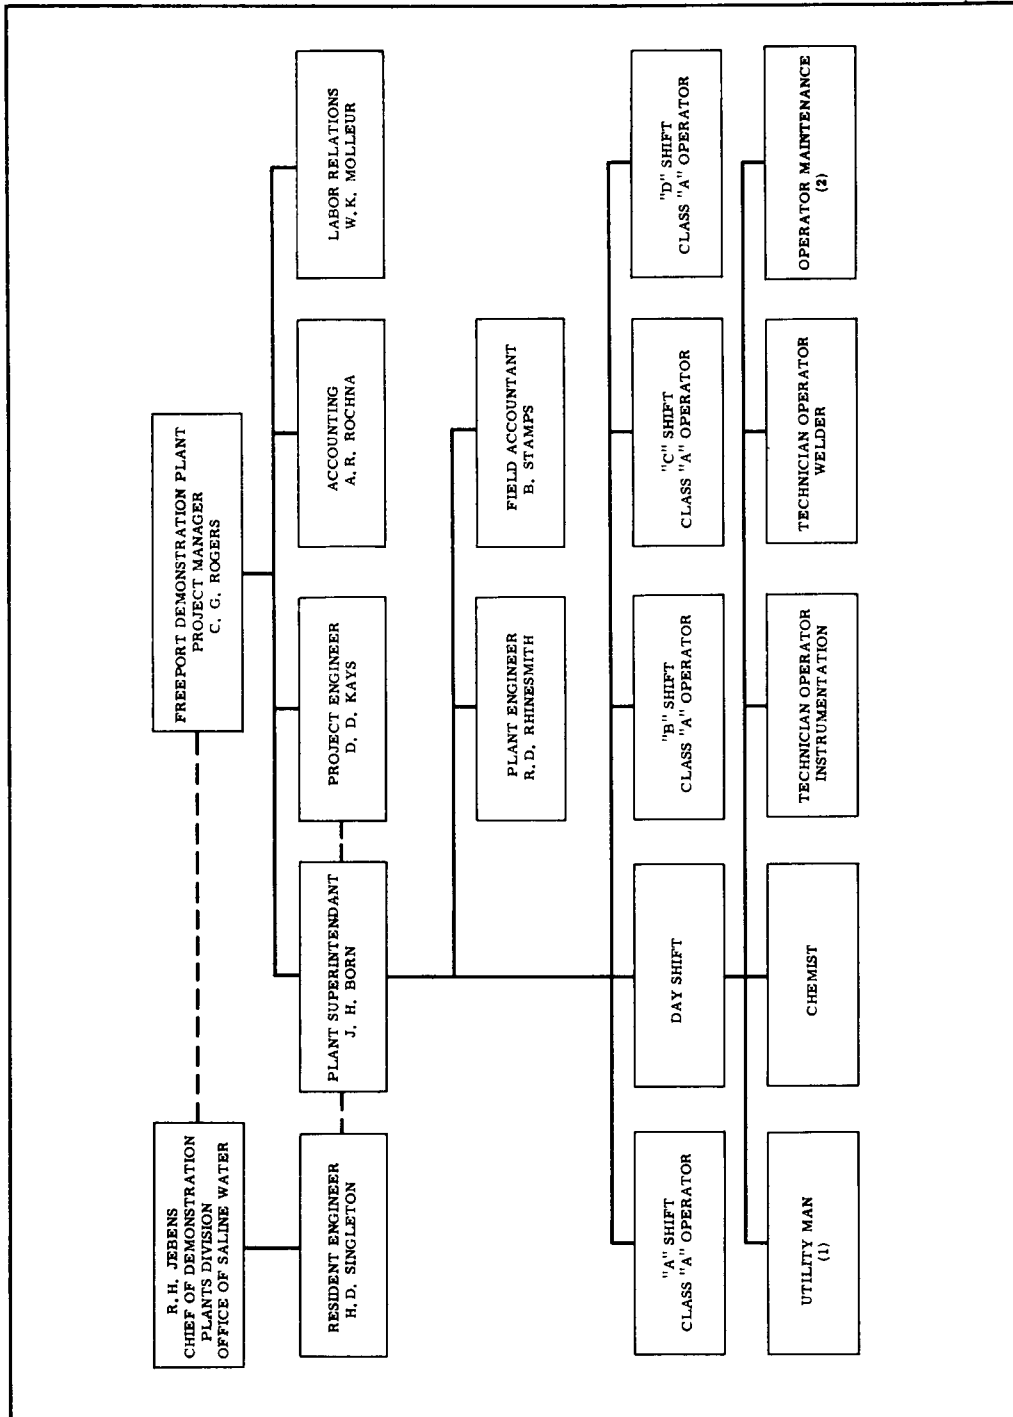 R. H. JEBENS
CHIEF OF DEMONSTRATION
PLANTS DIVISION
OFFICE OF SALINE WATER
FREEPORT DEMONSTRATION PLANT
PROJECT MANAGER
C. G. ROGERS
RESIDENT ENGINEER
H. D. SINGLETON
PLANT SUPERINTENDANT
J. H. BORN
PROJECT ENGINEER
D. D. KAYS
ACCOUNTING
A. R. ROCHNA
LABOR RELATIONS
W. K. MOLLEUR
PLANT ENGINEER
R. D. RHINESMITH
FIELD ACCOUNTANT
B. STAMPS
"A" SHIFT
CLASS "A" OPERATOR
DAY SHIFT
"B" SHIFT
CLASS "A" OPERATOR
"C" SHIFT
CLASS "A" OPERATOR
"D" SHIFT
CLASS "A" OPERATOR
UTILITY MAN
(1)
CHEMIST
TECHNICIAN OPERATOR
INSTRUMENTATION
TECHNICIAN OPERATOR
WELDER
OPERATOR MAINTENANCE
(2)